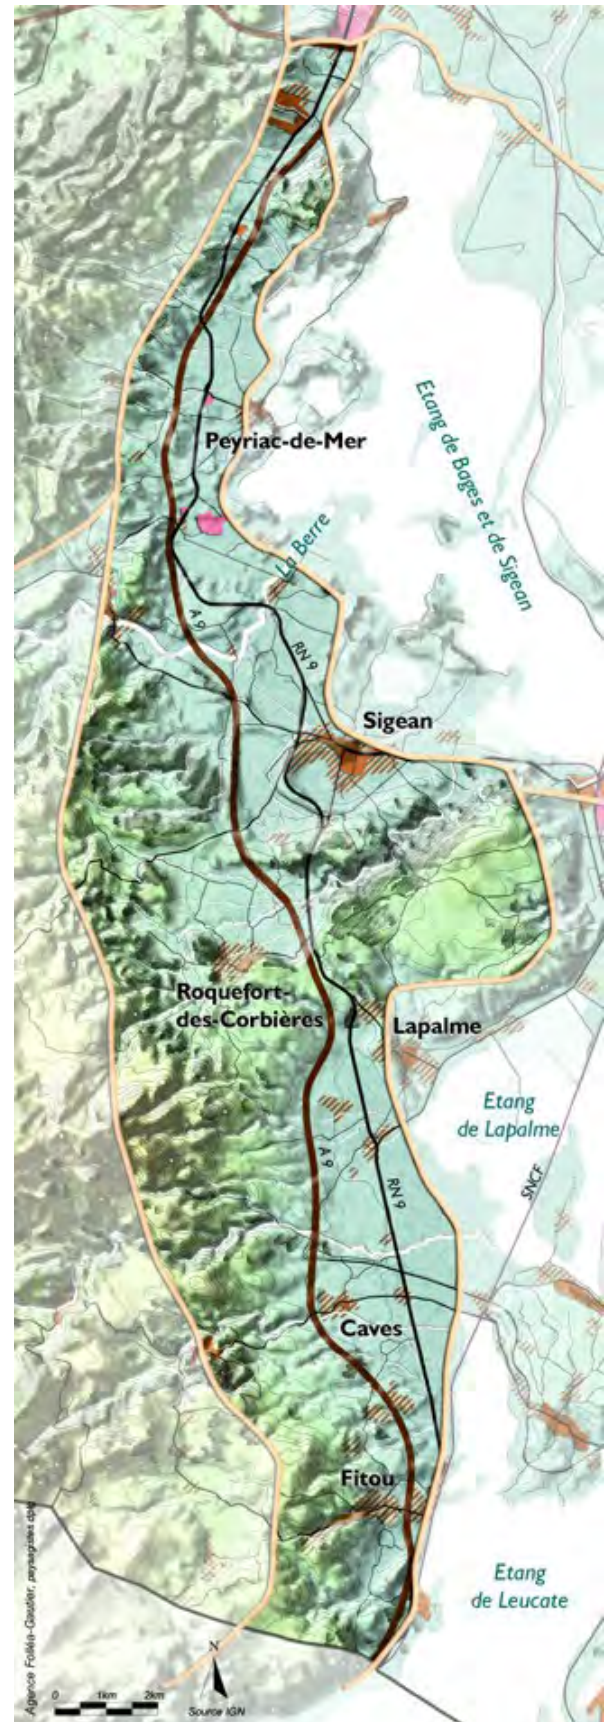 Peyriac-de-Mer
Etang de Bages et de Sigean
La Berre
A 9
RN 9
Sigean
Roquefort-
des-Corbières
Lapalme
Etang
de Lapalme
SNCF
A 9
RN 9
Caves
Fitou
Etang
de Leucate
Agence Folléa-Gautier, paysagistes dplg
N
0 1km 2km
Source IGN